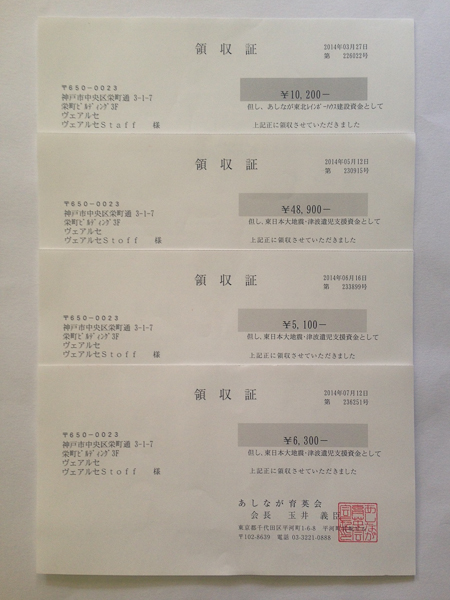 領収証
2014年03月27日
第 226022号
〒650-0023
神戸市中央区栄町通 3-1-7
栄町ビルディング3F
ヴェアルセ
ヴェアルセStaff 様
¥10,200-
但し、あしなが東北レインボーハウス建設資金として
上記正に領収させていただきました
領収証
2014年05月12日
第 230915号
〒650-0023
神戸市中央区栄町通 3-1-7
栄町ビルディング3F
ヴェアルセ
ヴェアルセStoff 様
¥48,900-
但し、東日本大地震・津波遺児支援資金として
上記正に領収させていただきました
領収証
2014年06月16日
第 233899号
〒650-0023
神戸市中央区栄町通 3-1-7
栄町ビルディング3F
ヴェアルセ
ヴェアルセStoff 様
¥5,100-
但し、東日本大地震・津波遺児支援資金として
上記正に領収させていただきました
領収証
2014年07月12日
第 236251号
〒650-0023
神戸市中央区栄町通 3-1-7
栄町ビルディング3F
ヴェアルセ
ヴェアルセStoff 様
¥6,300-
但し、東日本大地震・津波遺児支援資金として
上記正に領収させていただきました
あしなが育英会
会長 玉井 義臣
東京都千代田区平河町1-6-8
〒102-8639 電話 03-3221-0888